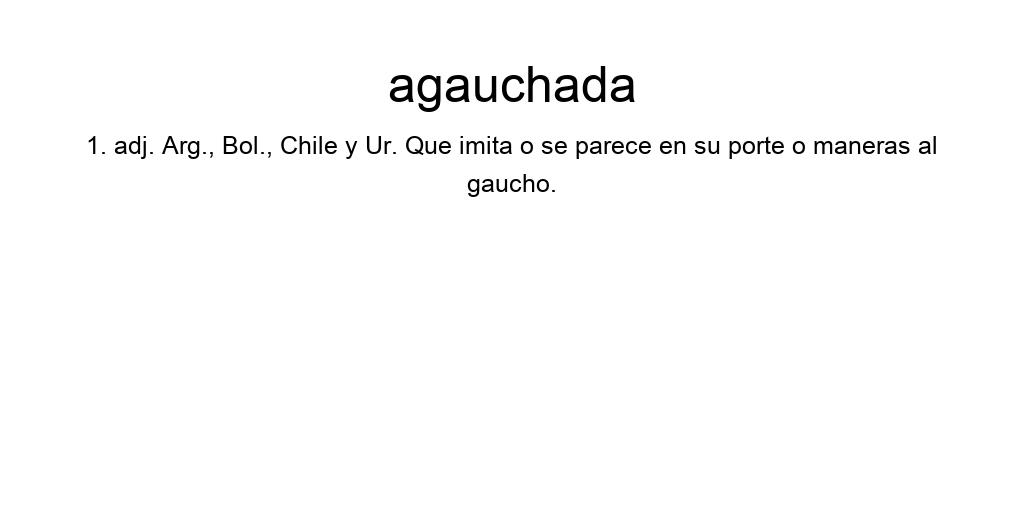 agauchada
1. adj. Arg., Bol., Chile y Ur. Que imita o se parece en su porte o maneras al
gaucho.